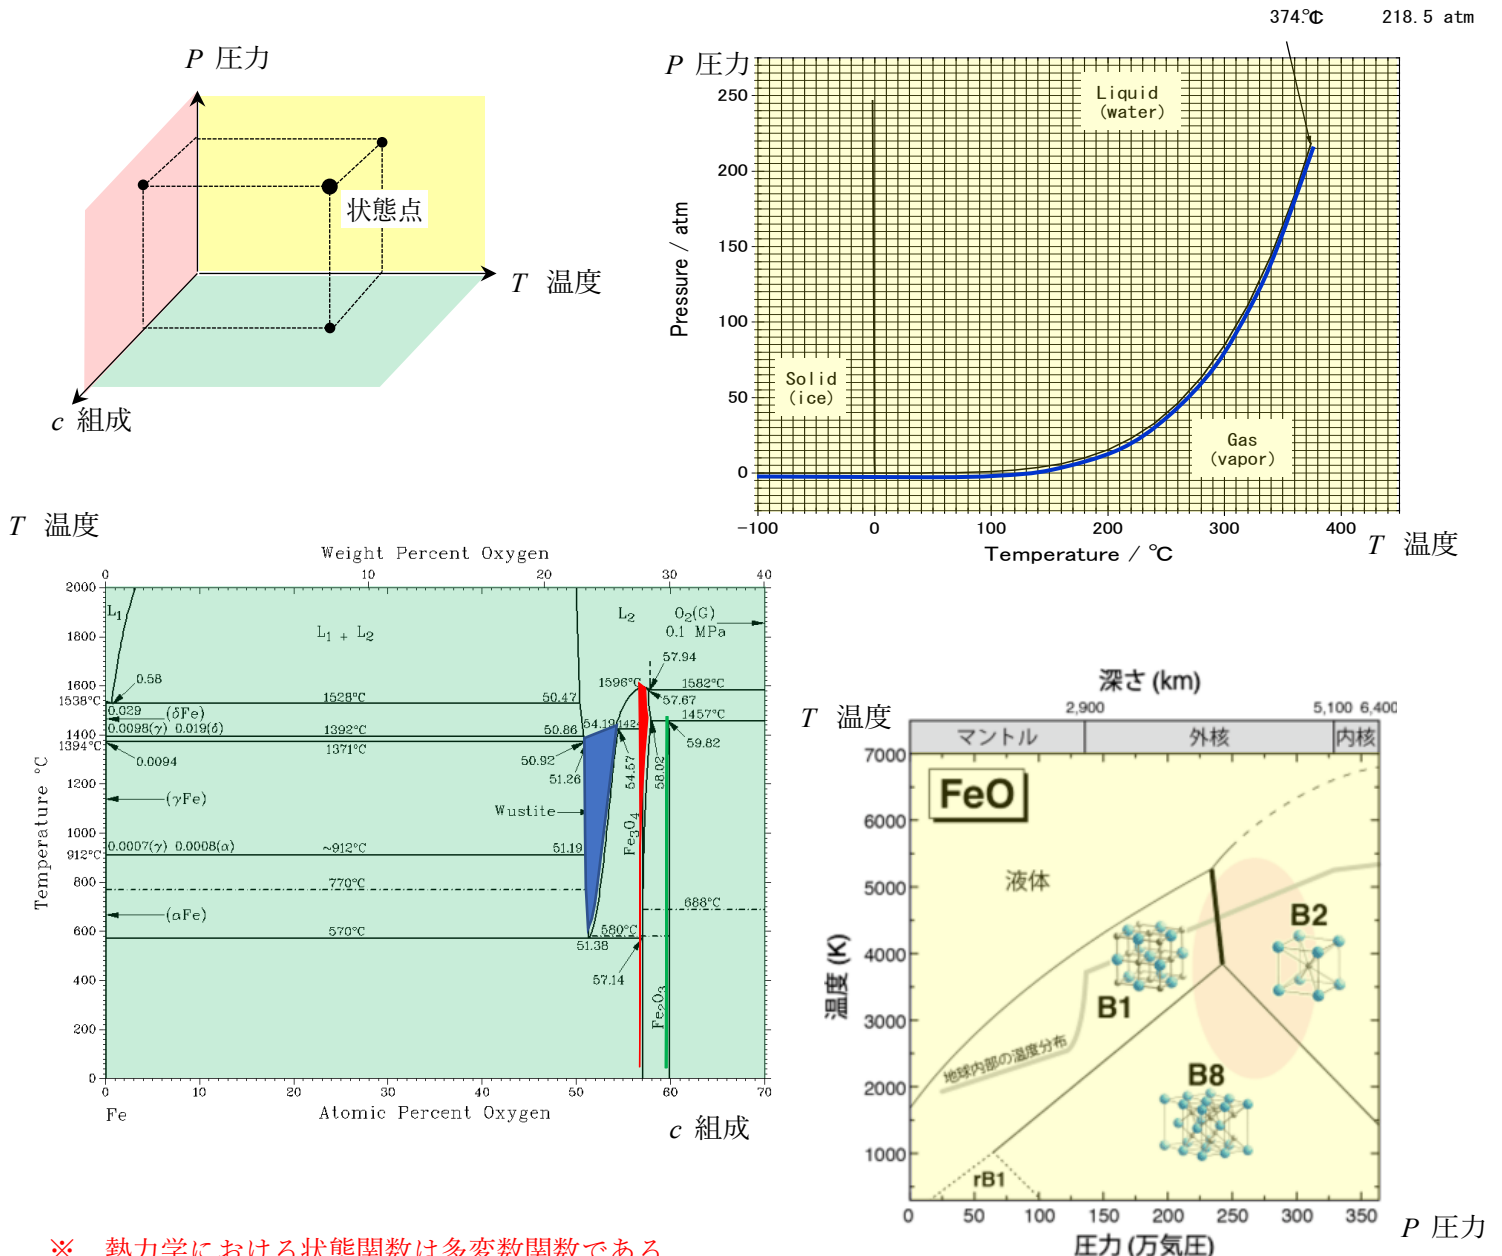 374℃ 218.5 atm
P 圧力
状態点
T 温度
c 組成
P 圧力
Liquid
(water)
250
200
150
100
50
0
Pressure / atm
Solid
(ice)
Gas
(vapor)
-100 0 100 200 300 400
Temperature / ℃
T 温度
T 温度
Weight Percent Oxygen
0 10 20 30 40
2000
1800
1600
1538°C
1400
1394°C
1200
1000
912°C
800
600
400
200
0
Temperature °C
L1
L1 + L2
L2
O2(G)
0.1 MPa
57.94
0.58
1596°C
1582°C
1528°C
50.47
57.67
0.029
(δFe)
1457°C
0.0098(γ) 0.019(δ)
1392°C
50.86
54.19
1424
59.82
1371°C
0.0094
50.92
51.26
54.57
58.02
(γFe)
Wustite
Fe3O4
0.0007(γ) 0.0008(α)
~912°C
51.19
770°C
688°C
(αFe)
570°C
580°C
51.38
57.14
Fe2O3
0 10 20 30 40 50 60 70
Fe
Atomic Percent Oxygen
c 組成
深さ (km)
T 温度
2,900 5,100 6,400
マントル 外核 内核
7000
6000
5000
4000
3000
2000
1000
温度 (K)
FeO
液体
B2
B1
地球内部の温度分布
B8
rB1
0 50 100 150 200 250 300 350
圧力 (万気圧)
P 圧力
※ 熱力学における状態関数は多変数関数である